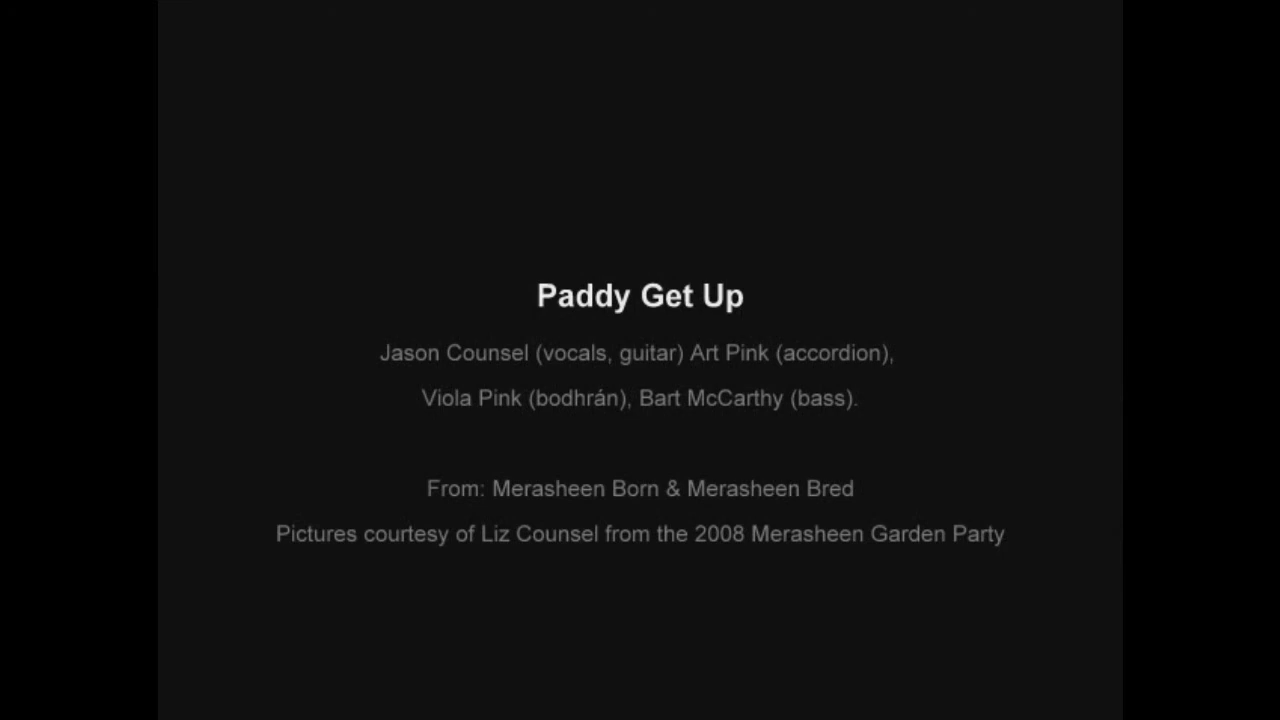 Paddy Get Up
Jason Counsel (vocals, guitar) Art Pink (accordion),
Viola Pink (bodhrán), Bart McCarthy (bass).
From: Merasheen Born & Merasheen Bred
Pictures courtesy of Liz Counsel from the 2008 Merasheen Garden Party